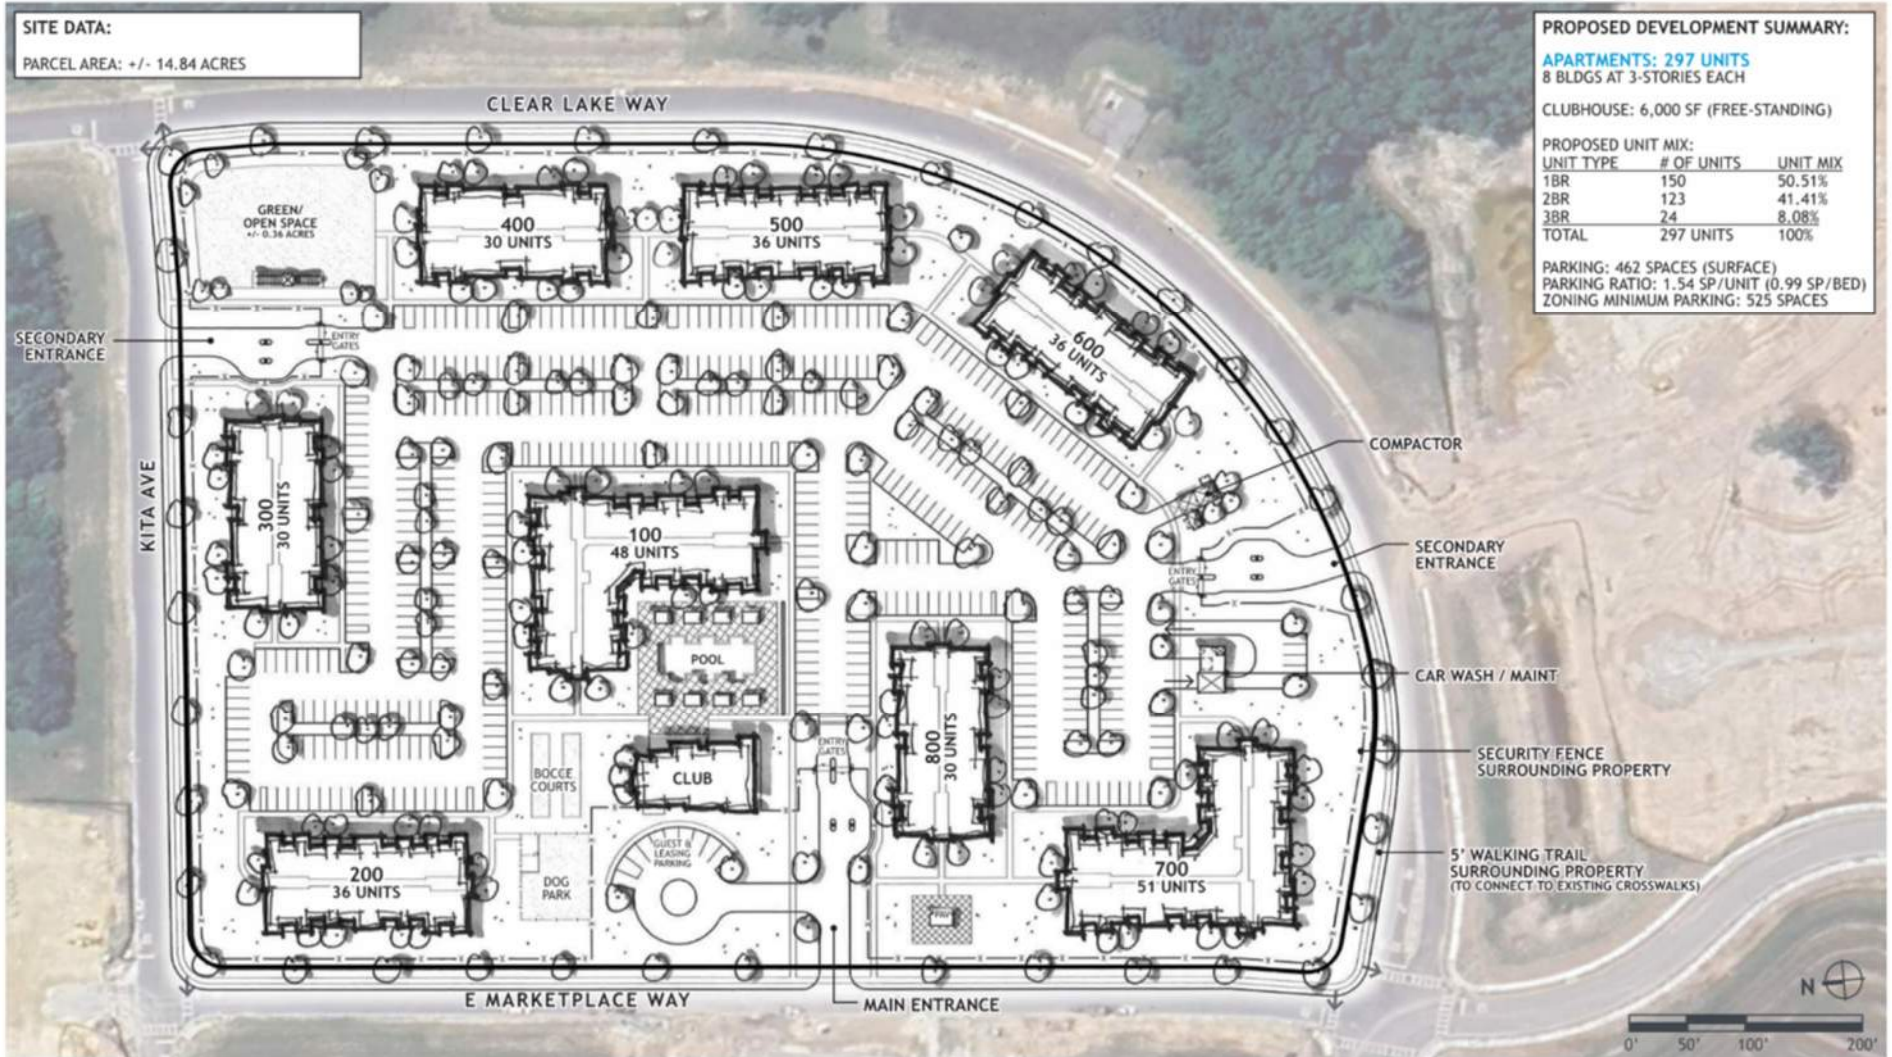 SITE DATA:
PARCEL AREA: +/- 14.84 ACRES
PROPOSED DEVELOPMENT SUMMARY:
APARTMENTS: 297 UNITS
8 BLDGS AT 3-STORIES EACH
CLUBHOUSE: 6,000 SF (FREE-STANDING)
PROPOSED UNIT MIX:
UNIT TYPE # OF UNITS UNIT MIX
1BR 150 50.51%
2BR 123 41.41%
3BR 24 8.08%
TOTAL 297 UNITS 100%
PARKING: 462 SPACES (SURFACE)
PARKING RATIO: 1.54 SP/UNIT (0.99 SP/BED)
ZONING MINIMUM PARKING: 525 SPACES
CLEAR LAKE WAY
GREEN/
OPEN SPACE
+/- 0.36 ACRES
400
30 UNITS
500
36 UNITS
600
36 UNITS
SECONDARY
ENTRANCE
ENTRY
GATES
COMPACTOR
KITA AVE
300
30 UNITS
100
48 UNITS
SECONDARY
ENTRANCE
ENTRY
GATES
POOL
CAR WASH / MAINT
800
30 UNITS
ENTRY
GATES
SECURITY FENCE
SURROUNDING PROPERTY
BOCCE
COURTS
CLUB
GUEST &
LEASING
PARKING
200
36 UNITS
DOG
PARK
700
51 UNITS
5' WALKING TRAIL
SURROUNDING PROPERTY
(TO CONNECT TO EXISTING CROSSWALKS)
PAV
E MARKETPLACE WAY
MAIN ENTRANCE
N
0' 50' 100' 200'